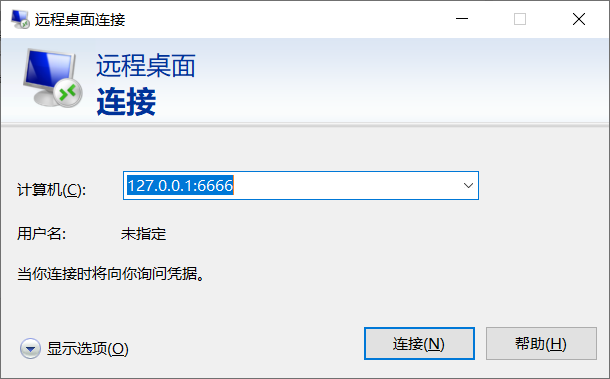 远程桌面连接
远程桌面
连接
计算机(C):
127.0.0.1:6666
用户名:
未指定
当你连接时将向你询问凭据。
显示选项(O)
连接(N)
帮助(H)